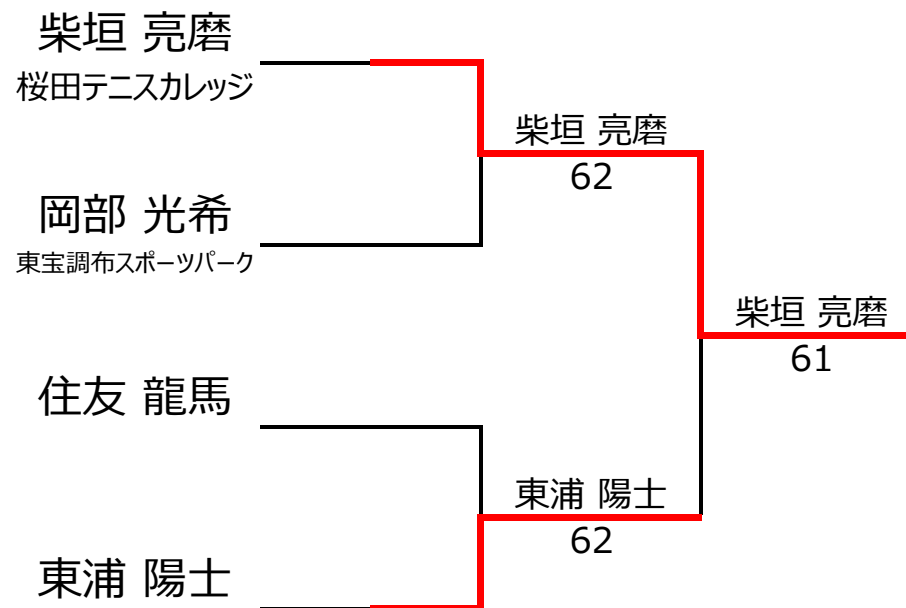 柴垣 亮磨
桜田テニスカレッジ
柴垣 亮磨
62
岡部 光希
東宝調布スポーツパーク
柴垣 亮磨
61
住友 龍馬
東浦 陽士
62
東浦 陽士